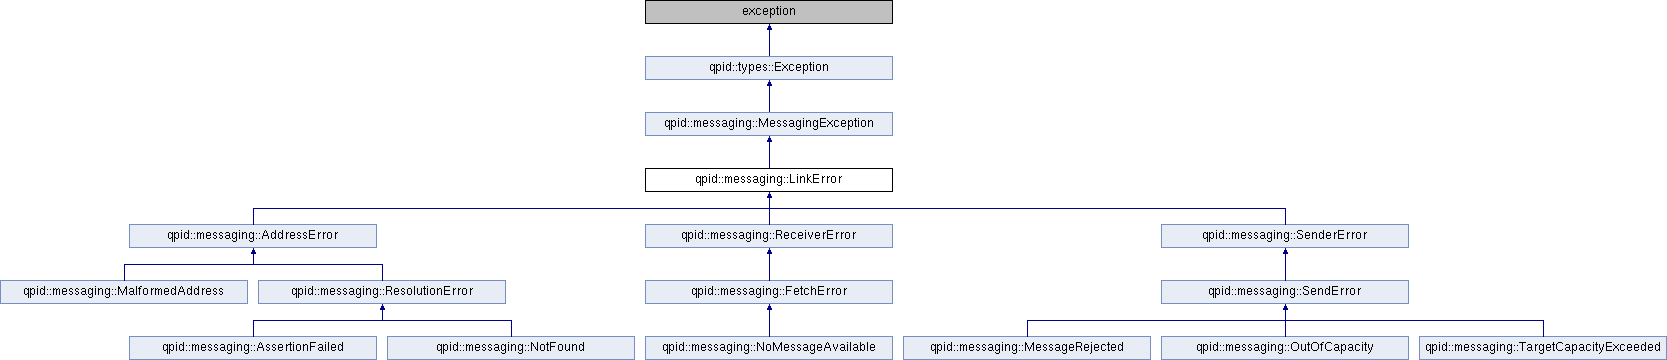 exception
qpid::types::Exception
qpid::messaging::MessagingException
qpid::messaging::LinkError
qpid::messaging::AddressError
qpid::messaging::ReceiverError
qpid::messaging::SenderError
qpid::messaging::MalformedAddress
qpid::messaging::ResolutionError
qpid::messaging::FetchError
qpid::messaging::SendError
qpid::messaging::AssertionFailed
qpid::messaging::NotFound
qpid::messaging::NoMessageAvailable
qpid::messaging::MessageRejected
qpid::messaging::OutOfCapacity
qpid::messaging::TargetCapacityExceeded